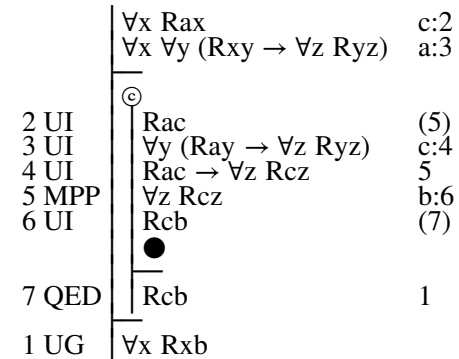 ∀x Rax c:2
∀x ∀y (Rxy → ∀z Ryz) a:3
ⓒ
2 UI Rac (5)
3 UI ∀y (Ray → ∀z Ryz) c:4
4 UI Rac → ∀z Rcz 5
5 MPP ∀z Rcz b:6
6 UI Rcb (7)
●
7 QED Rcb 1
1 UG ∀x Rxb